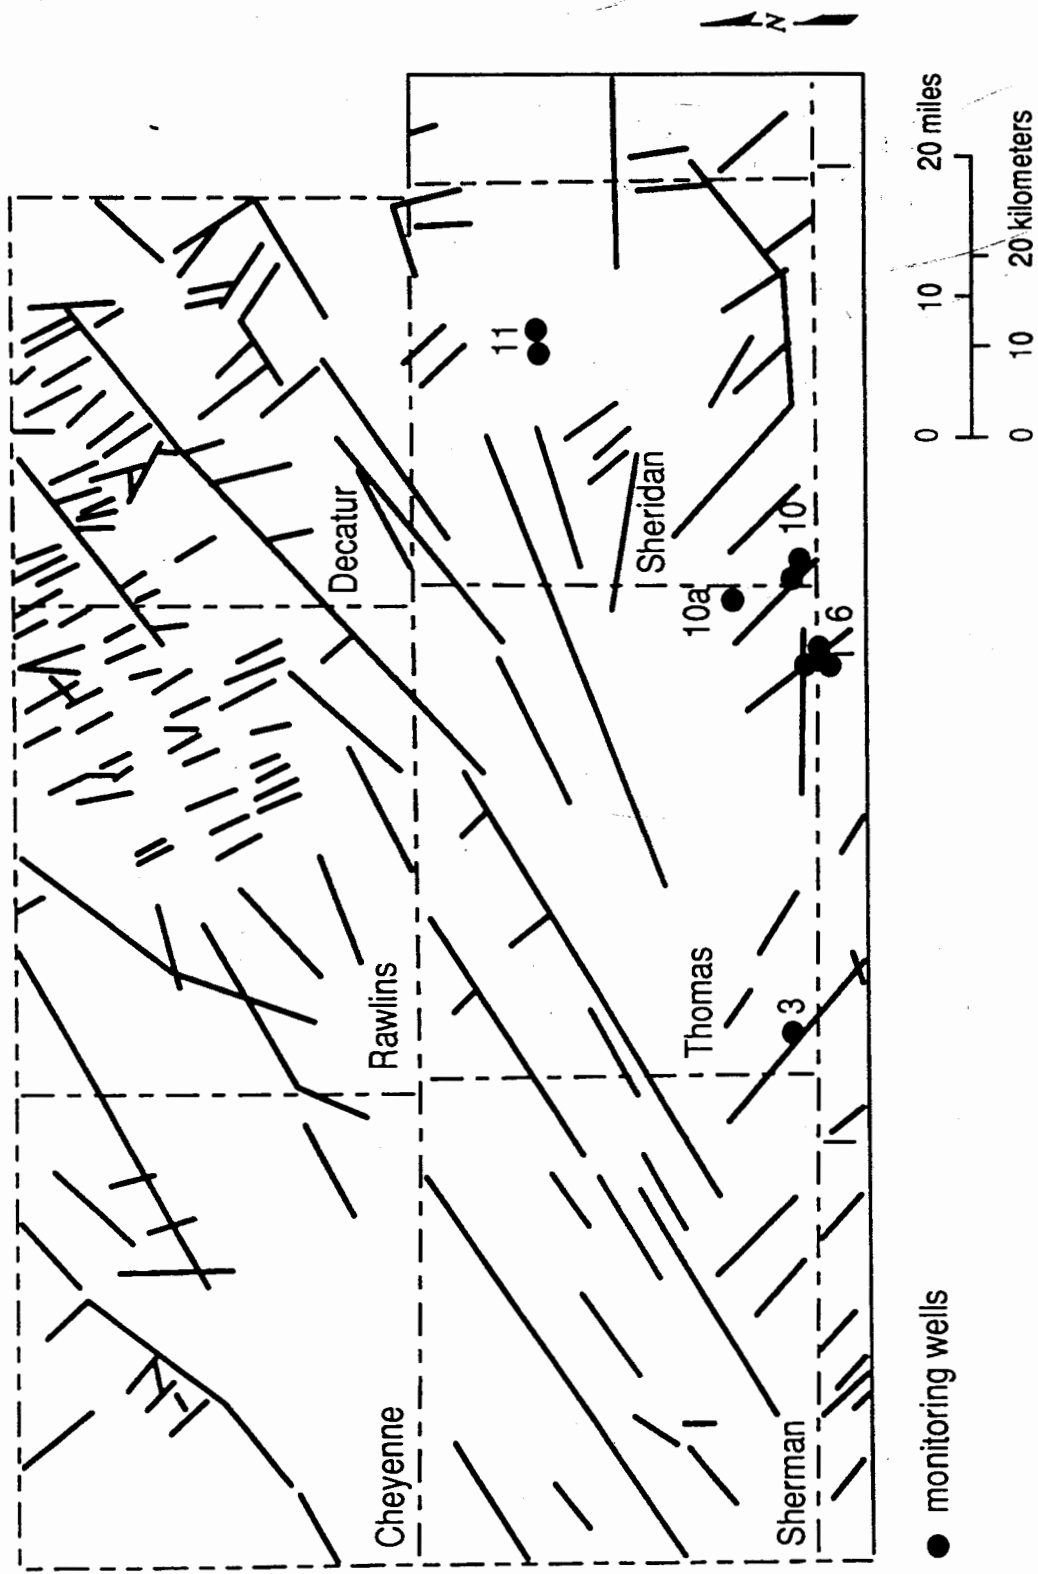 N
Cheyenne
Rawlins
Decatur
Sherman
Thomas
Sheridan
3
6
10
10a
11
● monitoring wells
0 10 20 miles
0 10 20 kilometers